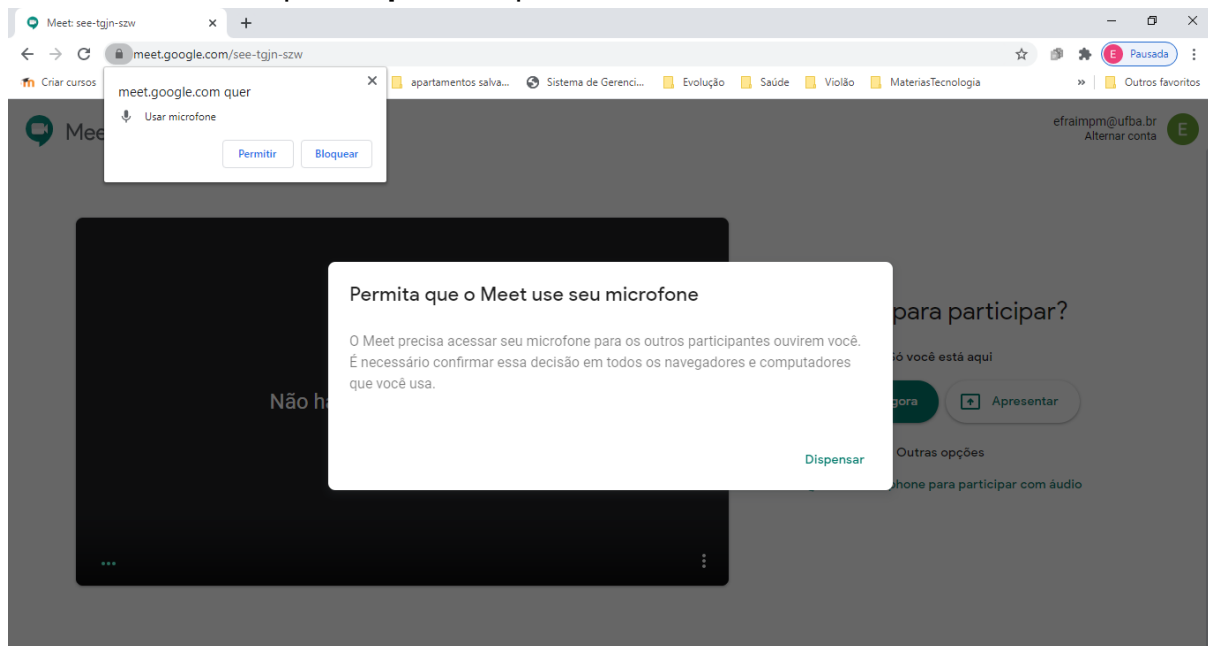 Meet: see-tgjn-szw
meet.google.com/see-tgjn-szw
E Pausada
Criar cursos
apartamentos salva...
Sistema de Gerenci...
Evolução
Saúde
Violão
MateriasTecnologia
»
Outros favoritos
meet.google.com quer
Usar microfone
Permitir
Bloquear
Mee
efraimpm@ufba.br
Alternar conta
E
Permita que o Meet use seu microfone
O Meet precisa acessar seu microfone para os outros participantes ouvirem você.
É necessário confirmar essa decisão em todos os navegadores e computadores
que você usa.
Dispensar
Não h
para participar?
ó você está aqui
gora
Apresentar
Outras opções
phone para participar com áudio